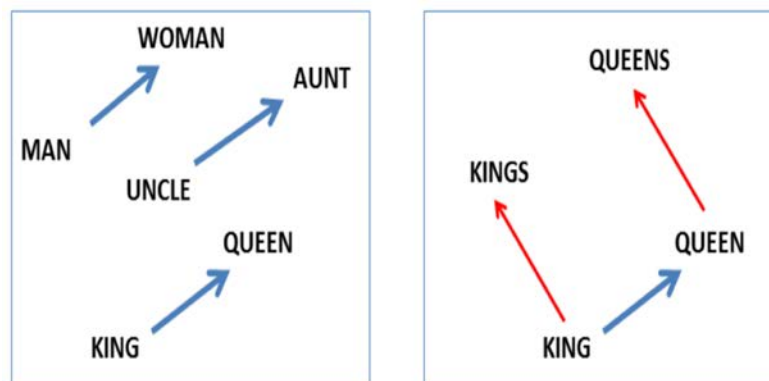 WOMAN
AUNT
MAN
UNCLE
QUEEN
KING
QUEENS
KINGS
QUEEN
KING